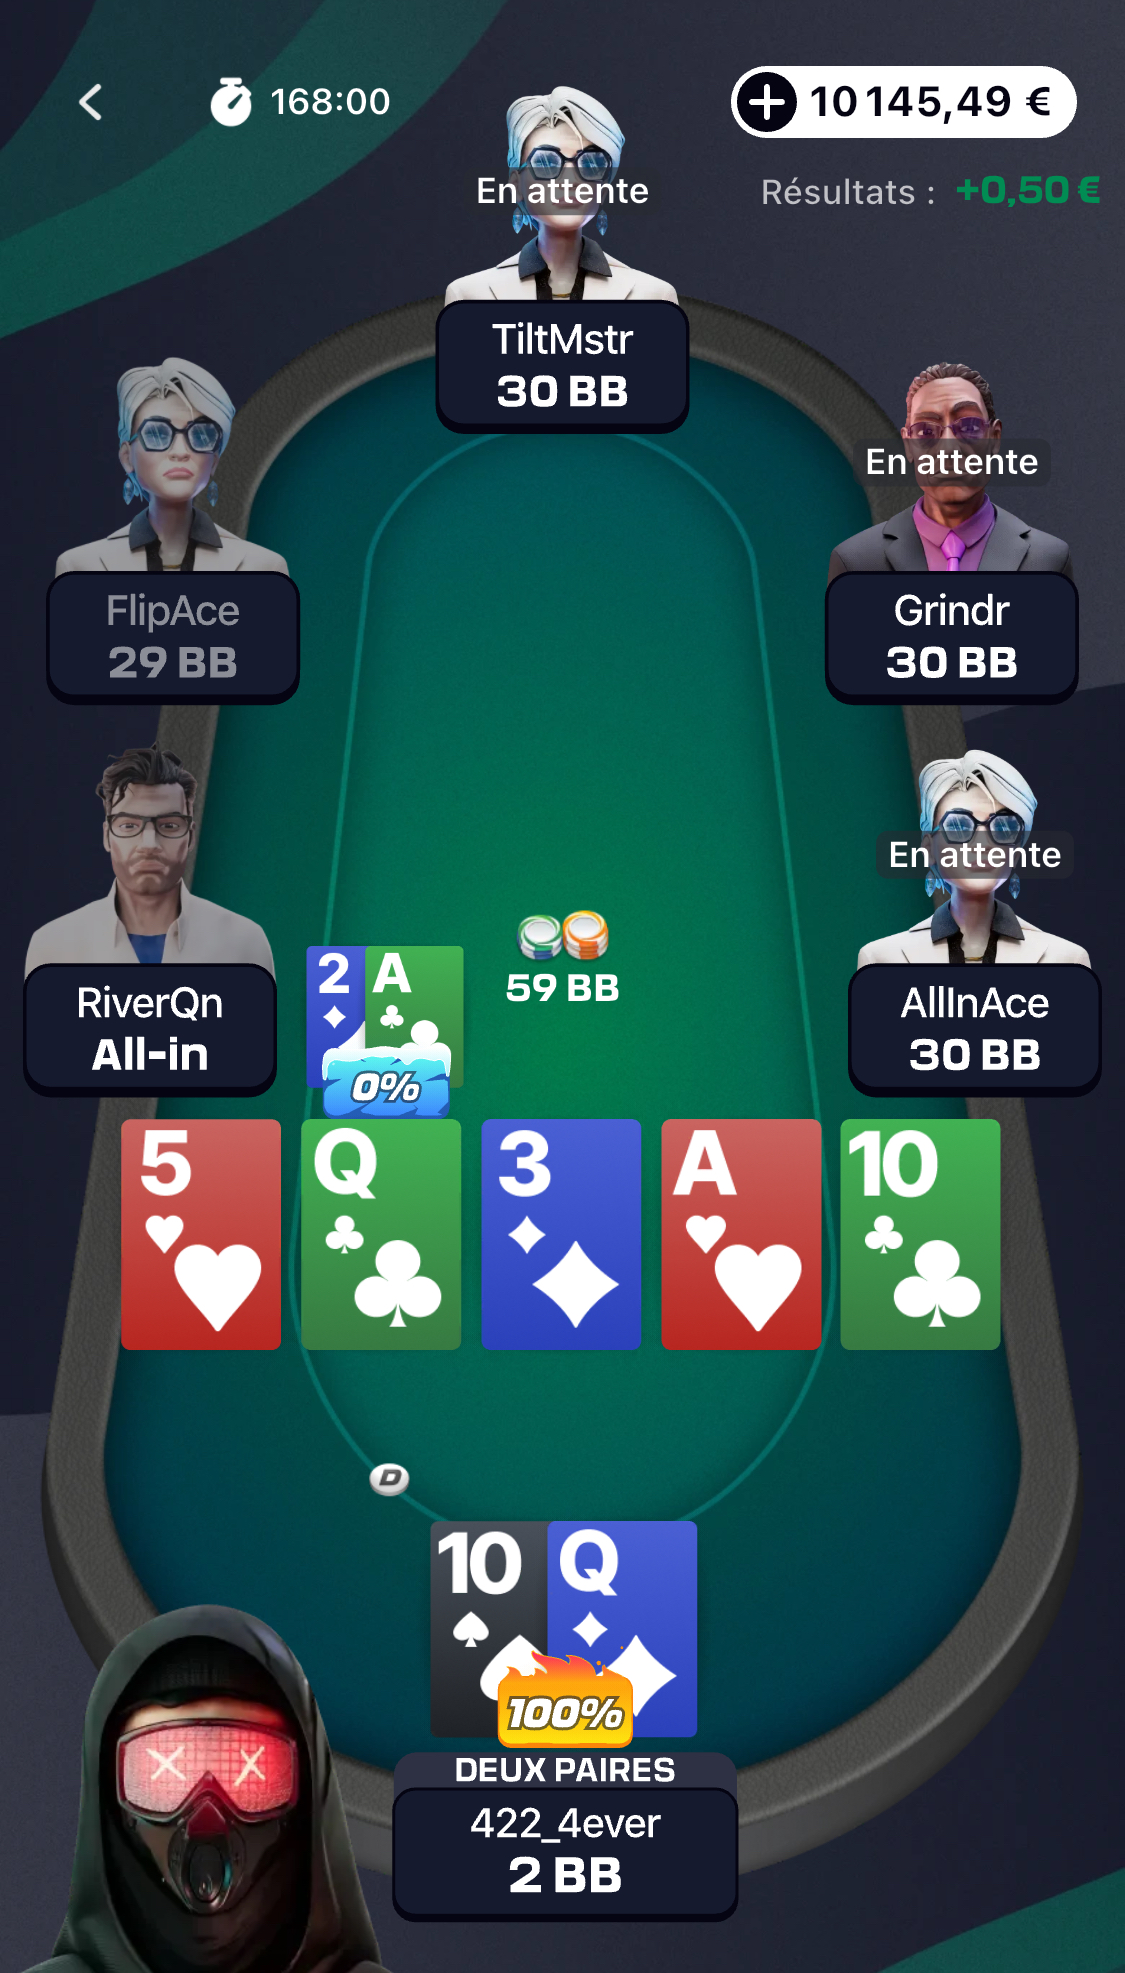 168:00
10 145,49 €
Résultats : +0,50 €
En attente
TiltMstr
30 BB
En attente
FlipAce
29 BB
Grindr
30 BB
En attente
RiverQn
All-in
2 A
0%
59 BB
AllInAce
30 BB
5 Q 3 A 10
D
10 Q
100%
DEUX PAIRES
422_4ever
2 BB